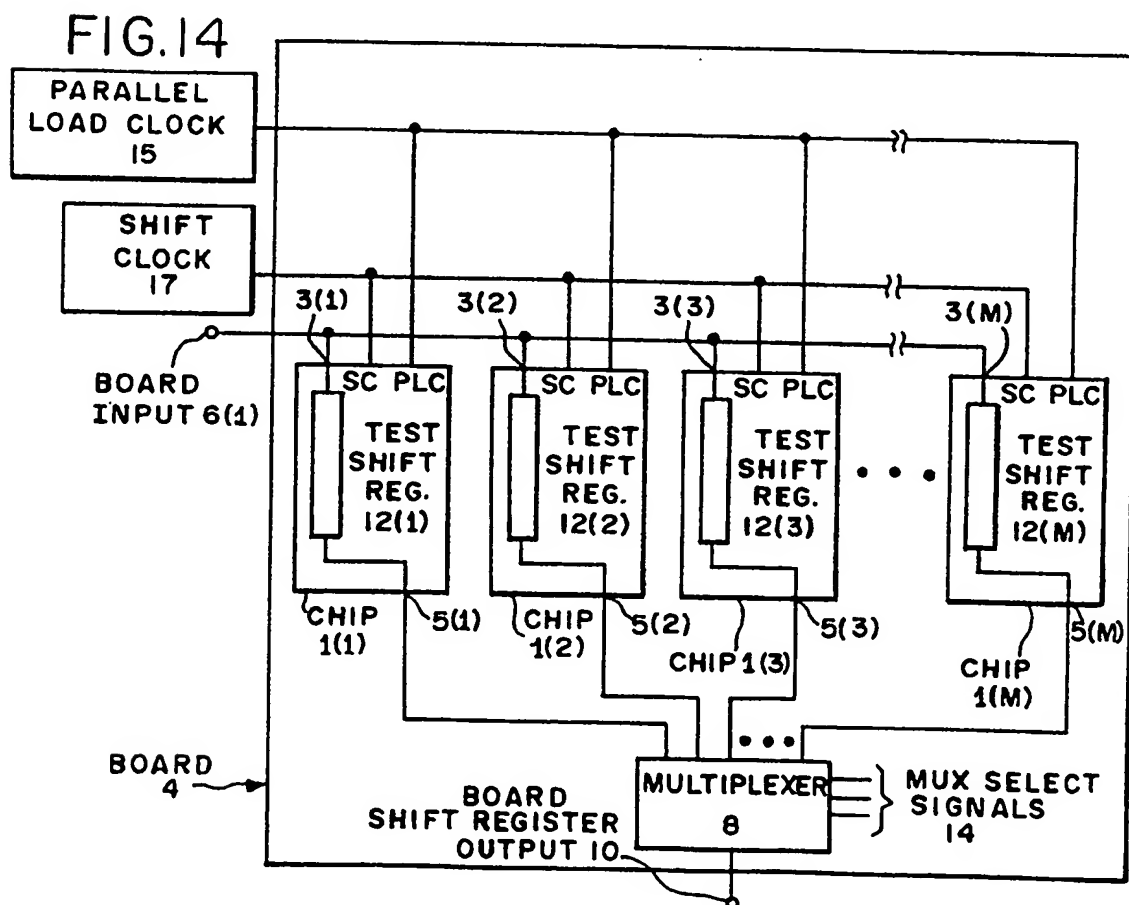 FIG.14
PARALLEL
LOAD CLOCK
15
SHIFT
CLOCK
17
3(1)
3(2)
3(3)
3(M)
BOARD
INPUT 6(1)
SC PLC
TEST
SHIFT
REG.
12(1)
SC PLC
TEST
SHIFT
REG.
12(2)
SC PLC
TEST
SHIFT
REG.
12(3)
SC PLC
TEST
SHIFT
REG.
12(M)
CHIP
1(1)
5(1)
CHIP
1(2)
5(2)
CHIP 1(3)
5(3)
CHIP
1(M)
5(M)
BOARD
4
MULTIPLEXER
8
MUX SELECT
SIGNALS
14
BOARD
SHIFT REGISTER
OUTPUT 10